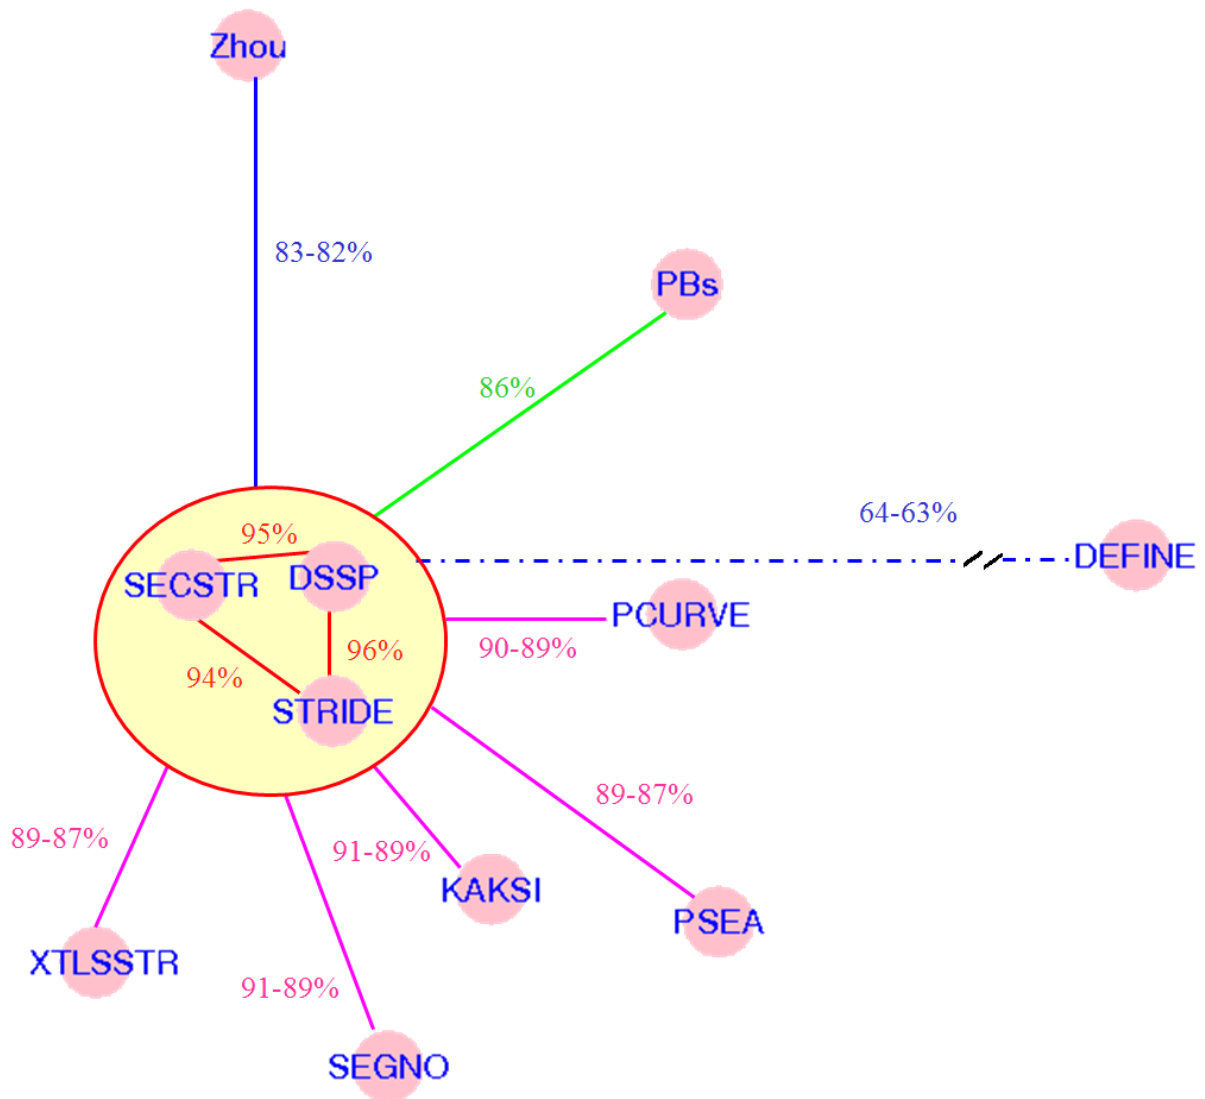 Zhou
83-82%
PBs
86%
64-63%
95%
DEFINE
SECSTR
DSSP
PCURVE
90-89%
96%
94%
STRIDE
89-87%
89-87%
91-89%
KAKSI
PSEA
XTLSSTR
91-89%
SEGNO